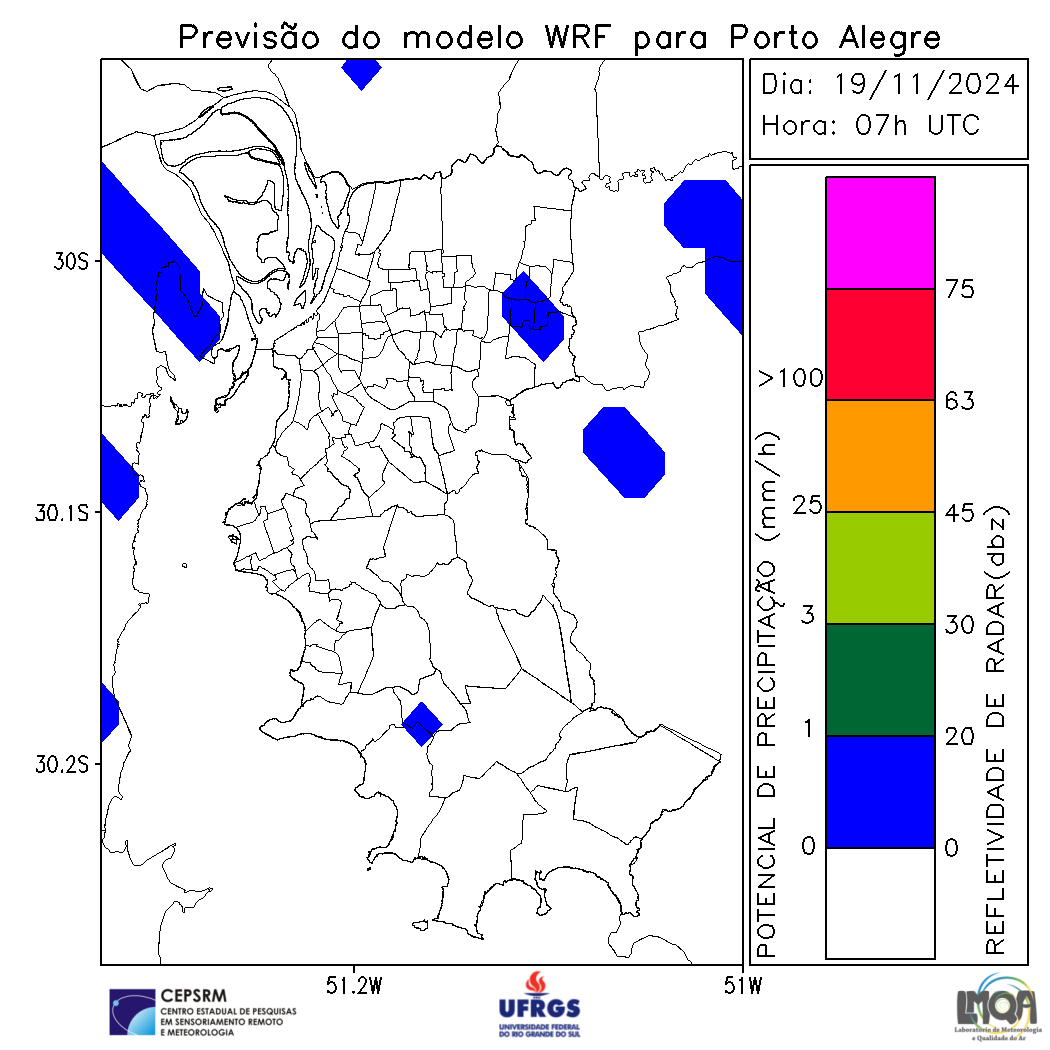 Previsão do modelo WRF para Porto Alegre
Dia: 19/11/2024
Hora: 07h UTC
30S
30.1S
30.2S
51.2W
51W
POTENCIAL DE PRECIPITAÇÃO (mm/h)
>100
25
3
1
0
75
63
45
30
20
0
REFLETIVIDADE DE RADAR(dbz)
CEPSRM
CENTRO ESTADUAL DE PESQUISAS
EM SENSORIAMENTO REMOTO
E METEOROLOGIA
UFRGS
UNIVERSIDADE FEDERAL
DO RIO GRANDE DO SUL
LMQA
Laboratório de Meteorologia
e Qualidade do Ar